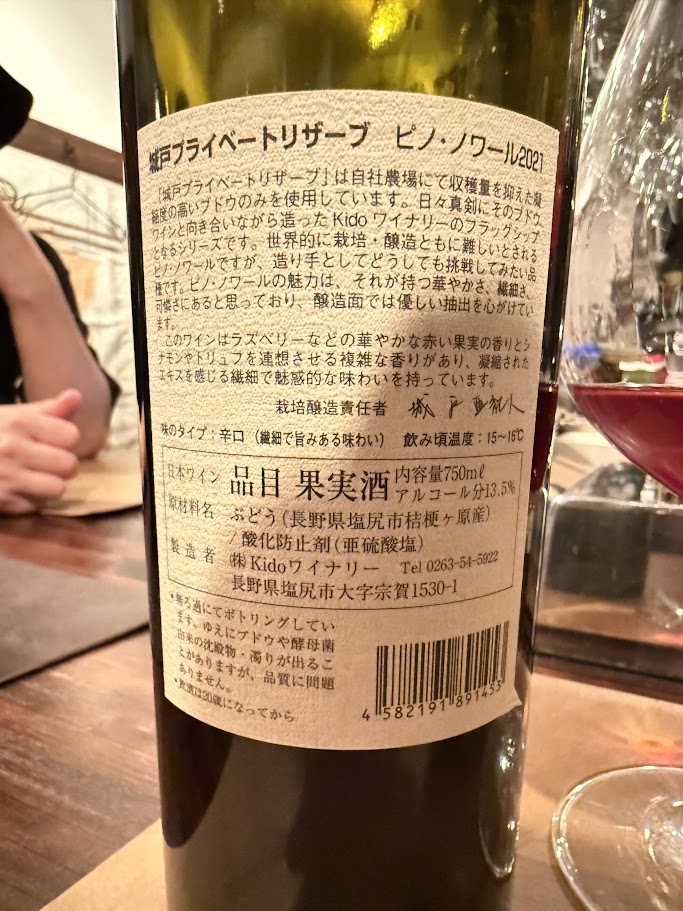 城戸プライベートリザーブ ピノ・ノワール2021
「城戸プライベートリザーブ」は自社農場にて収穫量を抑えた凝
縮度の高いブドウのみを使用しています。日々真剣にそのブドウ、
ワインと向き合いながら造ったKidoワイナリーのフラッグシップ
となるシリーズです。世界的に栽培・醸造ともに難しいとされる
ピノ・ノワールですが、造り手としてどうしても挑戦してみたい品
種です。ピノ・ノワールの魅力は、それが持つ華やかさ、繊細さ、
可憐さにあると思っており、醸造面では優しい抽出を心がけてい
ます。
このワインはラズベリーなどの華やかな赤い果実の香りとシ
ナモンやトリュフを連想させる複雑な香りがあり、凝縮された
エキスを感じる繊細で魅惑的な味わいを持っています。
栽培醸造責任者 城戸亜紀人
味のタイプ：辛口（繊細で旨みある味わい） 飲み頃温度：15〜16℃
日本ワイン 品目 果実酒 内容量750mℓ
アルコール分13.5%
原材料名 ぶどう（長野県塩尻市桔梗ヶ原産）
/ 酸化防止剤（亜硫酸塩）
製造者 ㈱Kidoワイナリー Tel 0263-54-5922
長野県塩尻市大字宗賀1530-1
*無ろ過にてボトリングしてい
ます。ゆえにブドウや酵母菌
由来の沈殿物・濁りが出るこ
とがありますが、品質に問題
ありません。
*飲酒は20歳になってから
4 582191 891453